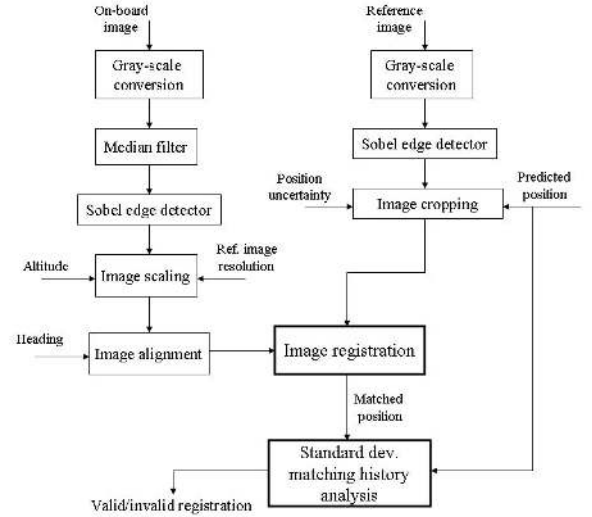 On-board
image
Reference
image
Gray-scale
conversion
Gray-scale
conversion
Median filter
Sobel edge detector
Position
uncertainty
Predicted
position
Sobel edge detector
Image cropping
Altitude
Ref. image
resolution
Image scaling
Heading
Image alignment
Image registration
Matched
position
Standard dev.
matching history
analysis
Valid/invalid registration